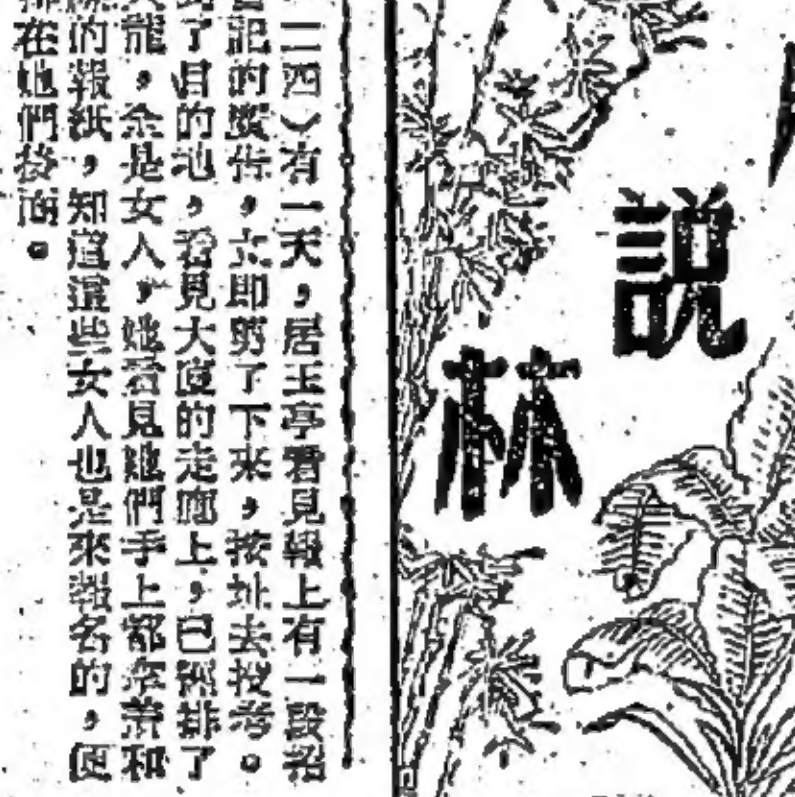 説
林
二四）有一天，居玉亭看見報上有一段招
記的廣告，立即剪了下來，按址去投考。
了目的地，看見大廈的走廊上，已經排了
龍，全是女人，她看見她們手上都拿着和
的報紙，知道這些女人也是來報名的，便
在她們後面。